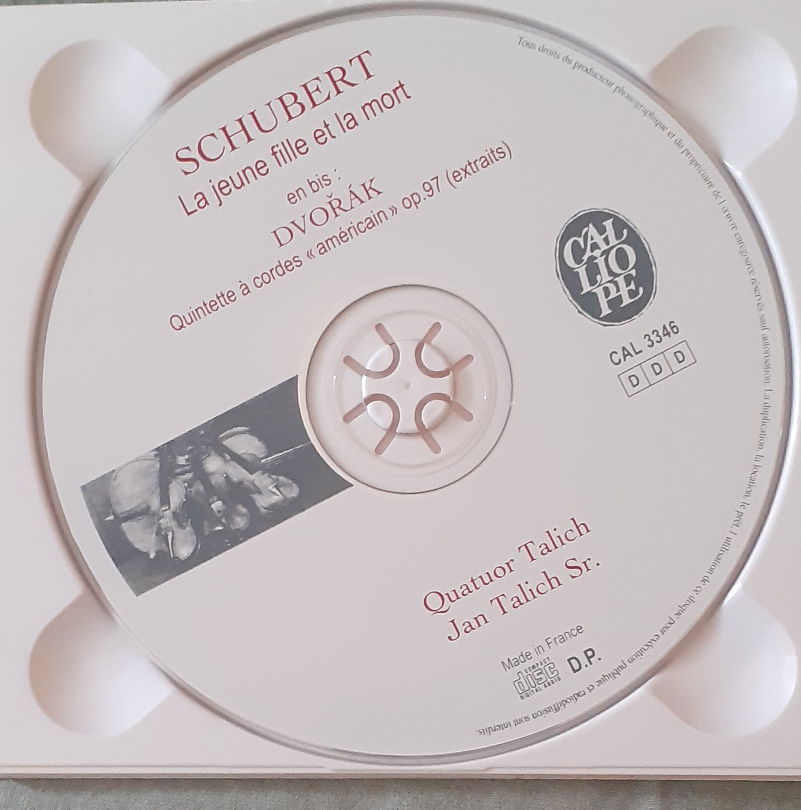 SCHUBERT
La jeune fille et la mort
en bis :
DVOŘÁK
Quintette à cordes « américain » op.97 (extraits)
CAL
LIO
PE
CAL 3346
D D D
Quatuor Talich
Jan Talich Sr.
Made in France
COMPACT
disc
DIGITAL AUDIO
D.P.
Tous droits du producteur phonographique et du propriétaire de l'œuvre enregistrée réservés sauf autorisation. La duplication, la location, le prêt, l'utilisation de ce disque pour exécution publique et radiodiffusion sont interdits.